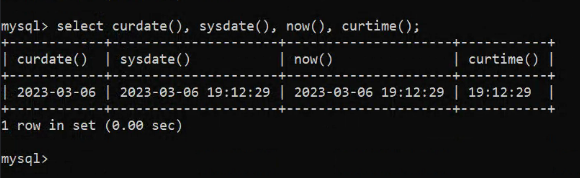 mysql> select curdate(), sysdate(), now(), curtime();
+------------+---------------------+---------------------+-----------+
| curdate()  | sysdate()           | now()               | curtime() |
+------------+---------------------+---------------------+-----------+
| 2023-03-06 | 2023-03-06 19:12:29 | 2023-03-06 19:12:29 | 19:12:29  |
+------------+---------------------+---------------------+-----------+
1 row in set (0.00 sec)
mysql>